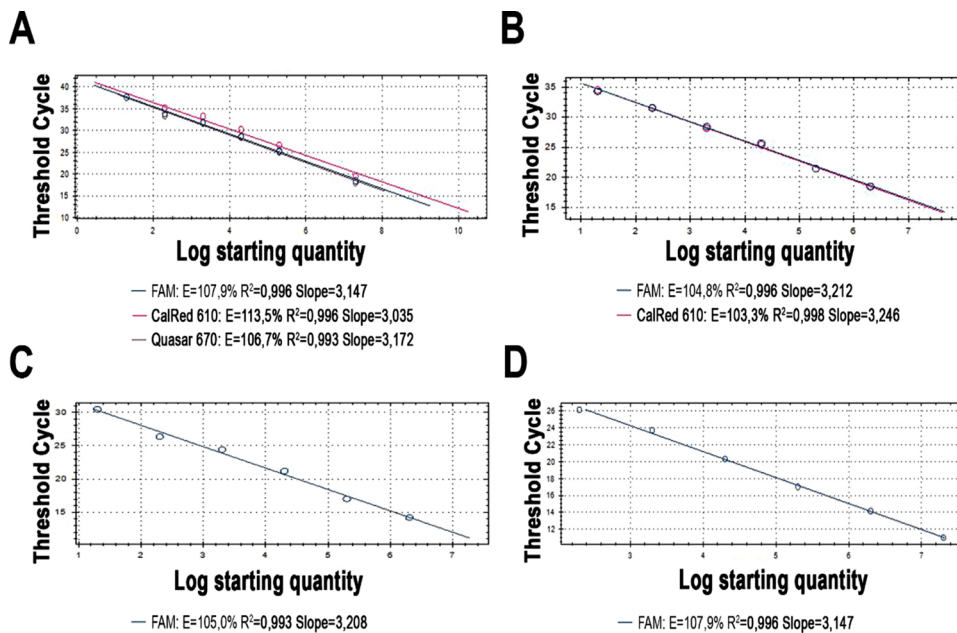 A
Threshold Cycle
40
35
30
25
20
15
10
0 2 4 6 8 10
Log starting quantity
FAM: E=107,9% R²=0,996 Slope=3,147
CalRed 610: E=113,5% R²=0,996 Slope=3,035
Quasar 670: E=106,7% R²=0,993 Slope=3,172
B
Threshold Cycle
35
30
25
20
15
1 2 3 4 5 6 7
Log starting quantity
FAM: E=104,8% R²=0,996 Slope=3,212
CalRed 610: E=103,3% R²=0,998 Slope=3,246
C
Threshold Cycle
30
25
20
15
1 2 3 4 5 6 7
Log starting quantity
FAM: E=105,0% R²=0,993 Slope=3,208
D
Threshold Cycle
26
24
22
20
18
16
14
12
3 4 5 6 7
Log starting quantity
FAM: E=107,9% R²=0,996 Slope=3,147